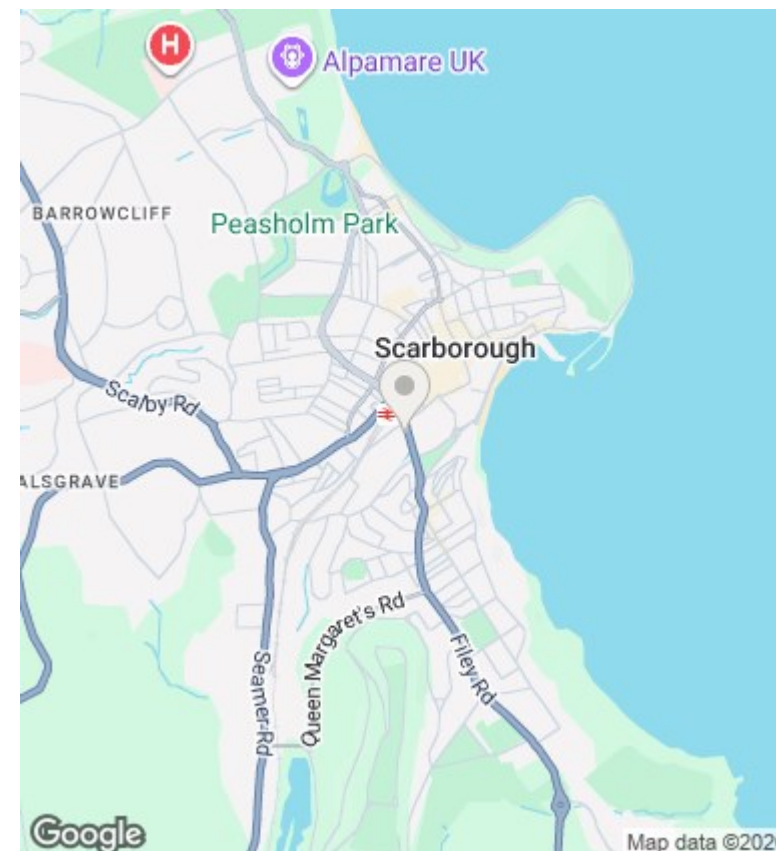 H
Alpamare UK
BARROWCLIFF
Peasholm Park
Scarborough
Scalby Rd
ALSGRAVE
Queen Margaret's Rd
Filey Rd
Seamer Rd
Google
Map data ©202